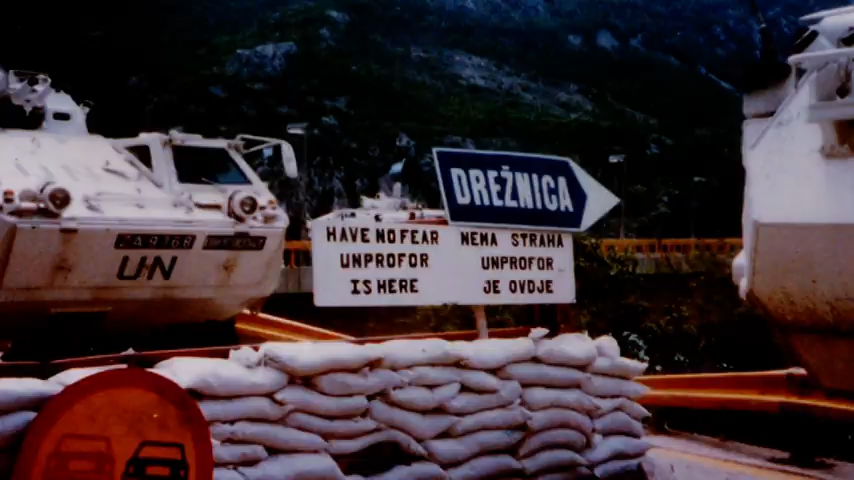 DREŽNICA
HAVE NO FEAR
UNPROFOR
IS HERE
NEMA STRAHA
UNPROFOR
JE OVDJE
UN